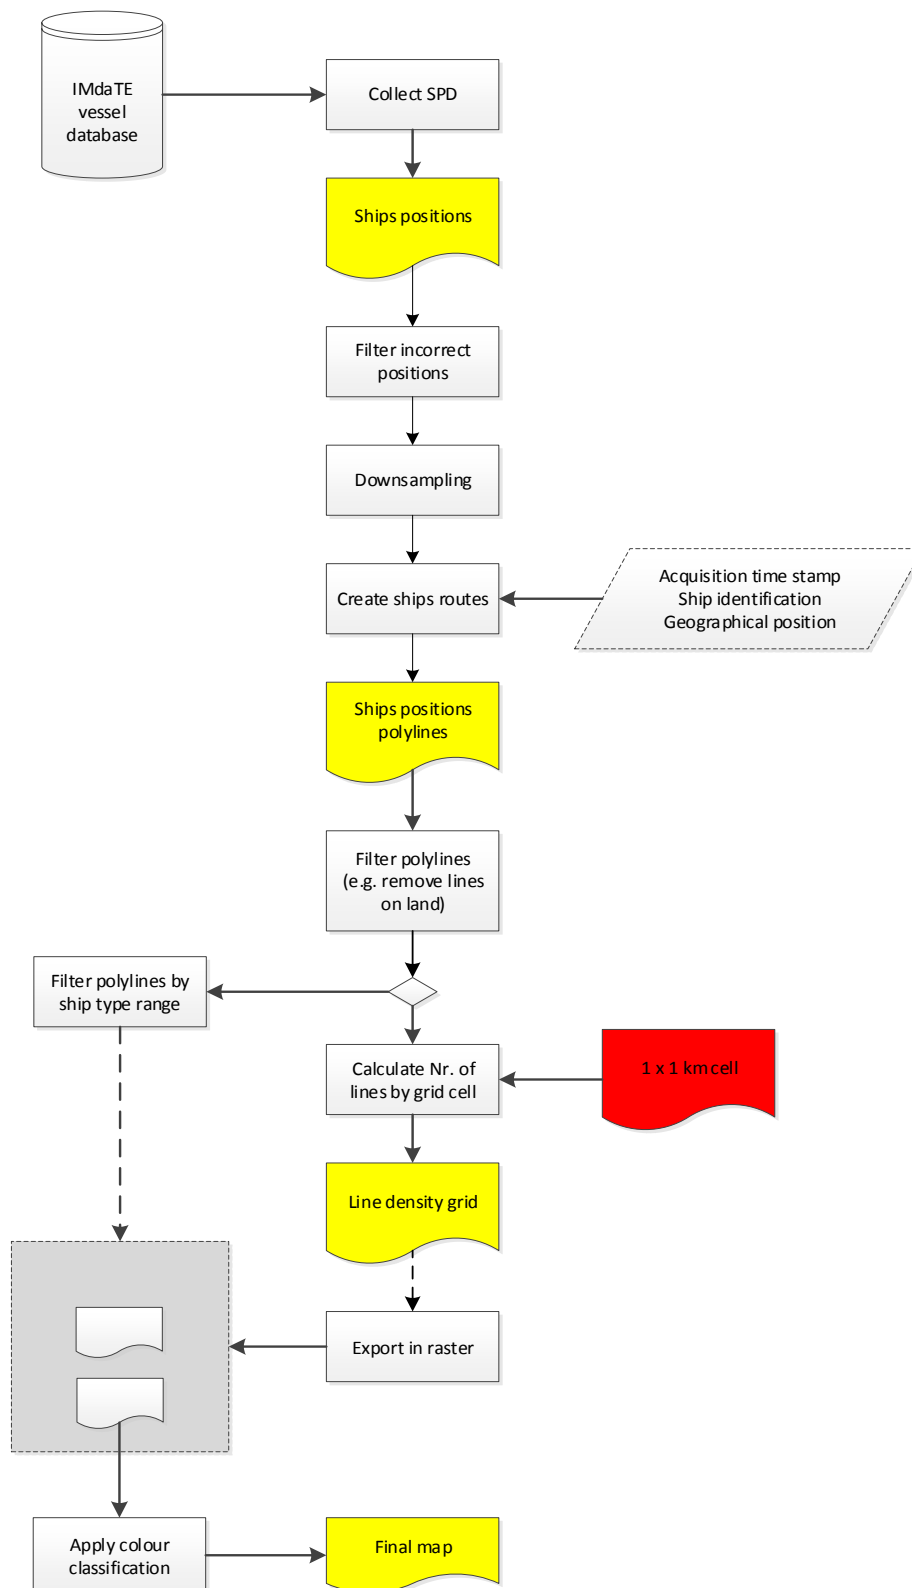 IMdaTE
vessel
database
Collect SPD
Ships positions
Filter incorrect
positions
Downsampling
Create ships routes
Acquisition time stamp
Ship identification
Geographical position
Ships positions
polylines
Filter polylines
(e.g. remove lines
on land)
Filter polylines by
ship type range
Calculate Nr. of
lines by grid cell
1 x 1 km cell
Line density grid
Export in raster
Apply colour
classification
Final map